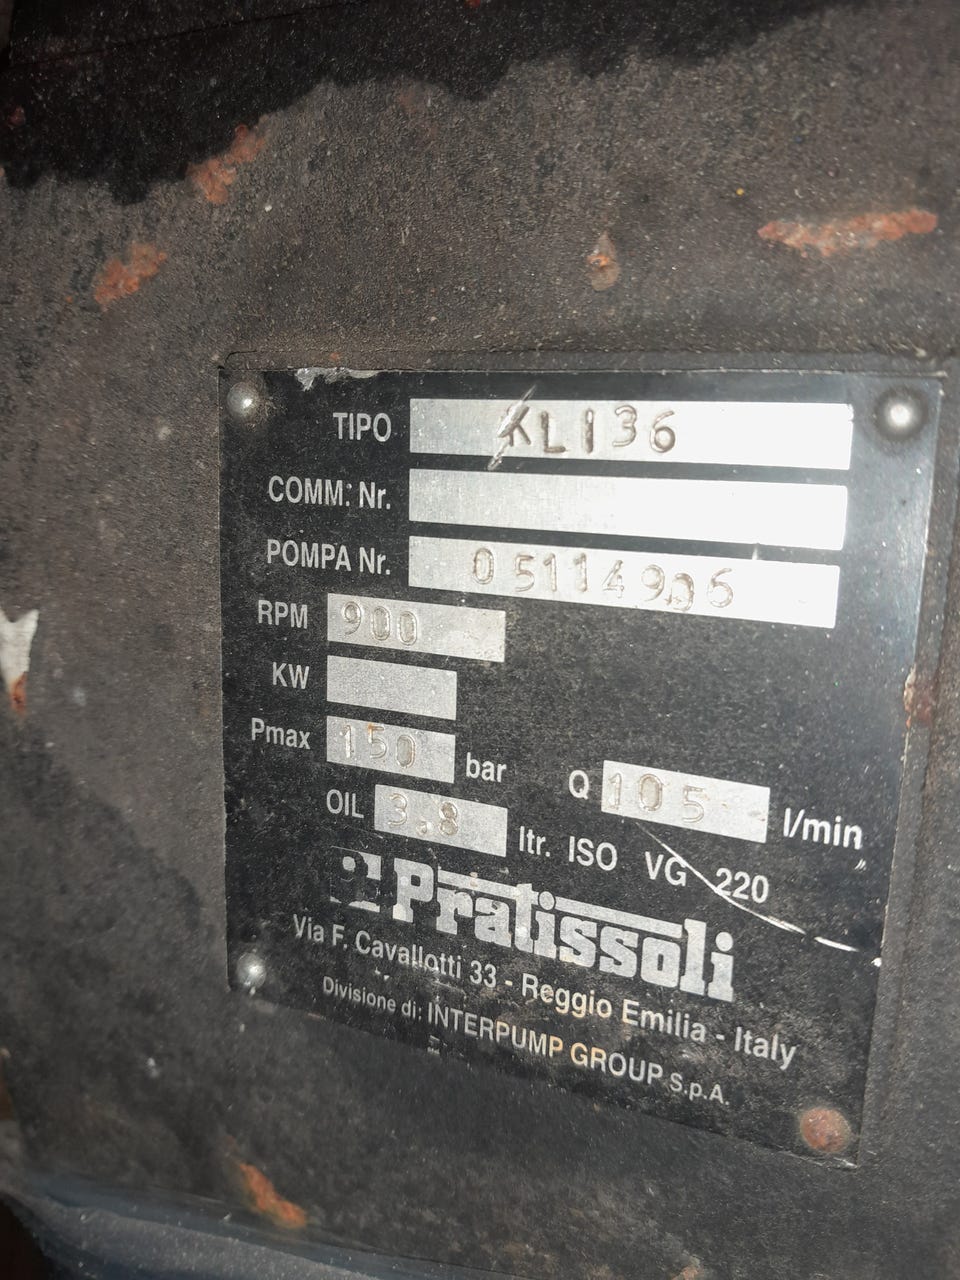 TIPO KLI36
COMM. Nr.
POMPA Nr. 05114906
RPM 900
KW
Pmax 150 bar Q 105 l/min
OIL 3.8 ltr. ISO VG 220
Pratissoli
Via F. Cavallotti 33 - Reggio Emilia - Italy
Divisione di: INTERPUMP GROUP S.p.A.